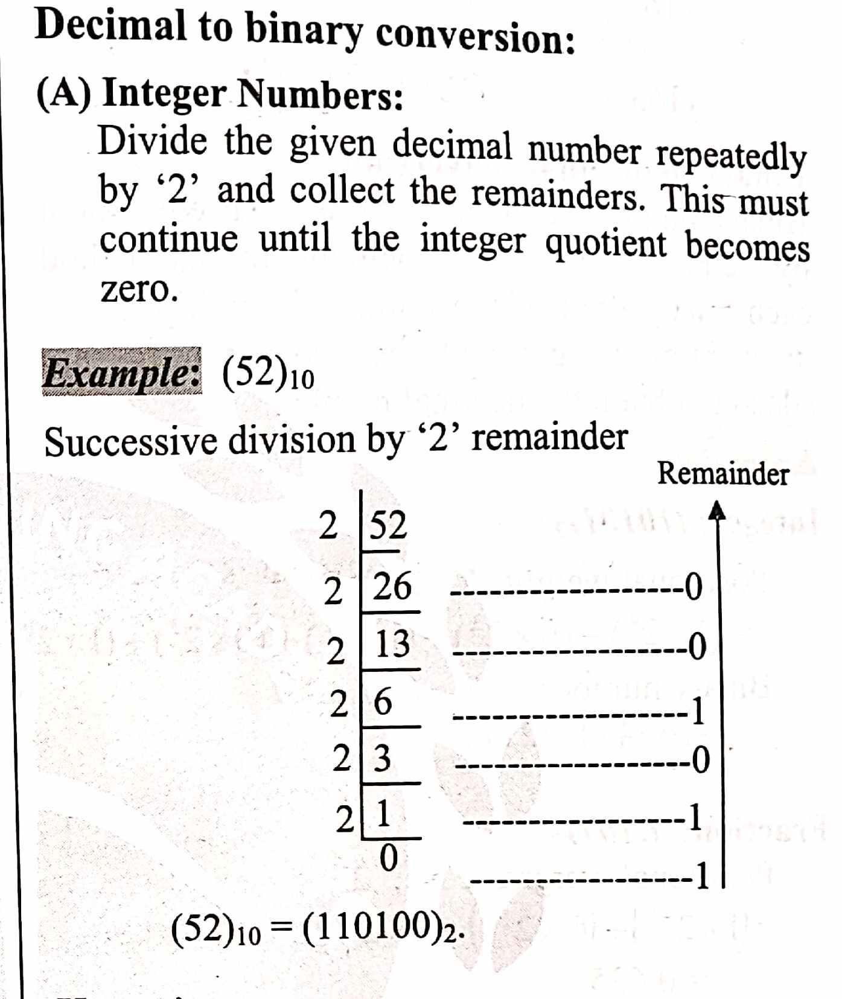 Decimal to binary conversion:
(A) Integer Numbers:
Divide the given decimal number repeatedly
by ‘2’ and collect the remainders. This must
continue until the integer quotient becomes
zero.
Example: (52)10
Successive division by ‘2’ remainder
Remainder
2 52
2 26 ------------------0
2 13 ------------------0
2 6 ------------------1
2 3 ------------------0
2 1 -----------------1
0 -----------------1
(52)10 = (110100)2.